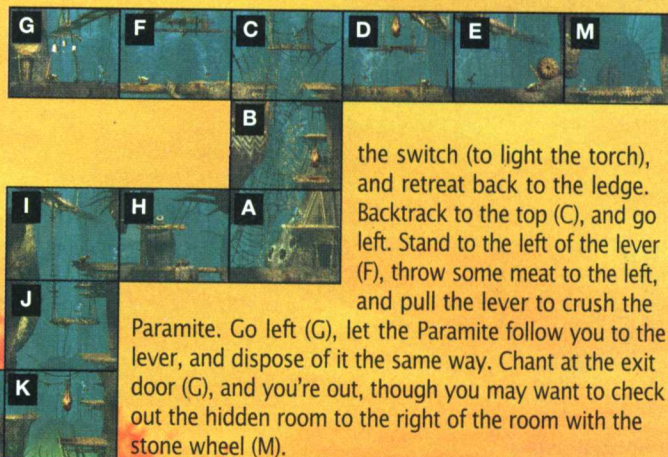 G F C D E M
B
the switch (to light the torch),
and retreat back to the ledge.
I H A
Backtrack to the top (C), and go
left. Stand to the left of the lever
(F), throw some meat to the left,
and pull the lever to crush the
J
Paramite. Go left (G), let the Paramite follow you to the
lever, and dispose of it the same way. Chant at the exit
door (G), and you're out, though you may want to check
K
out the hidden room to the right of the room with the
stone wheel (M).